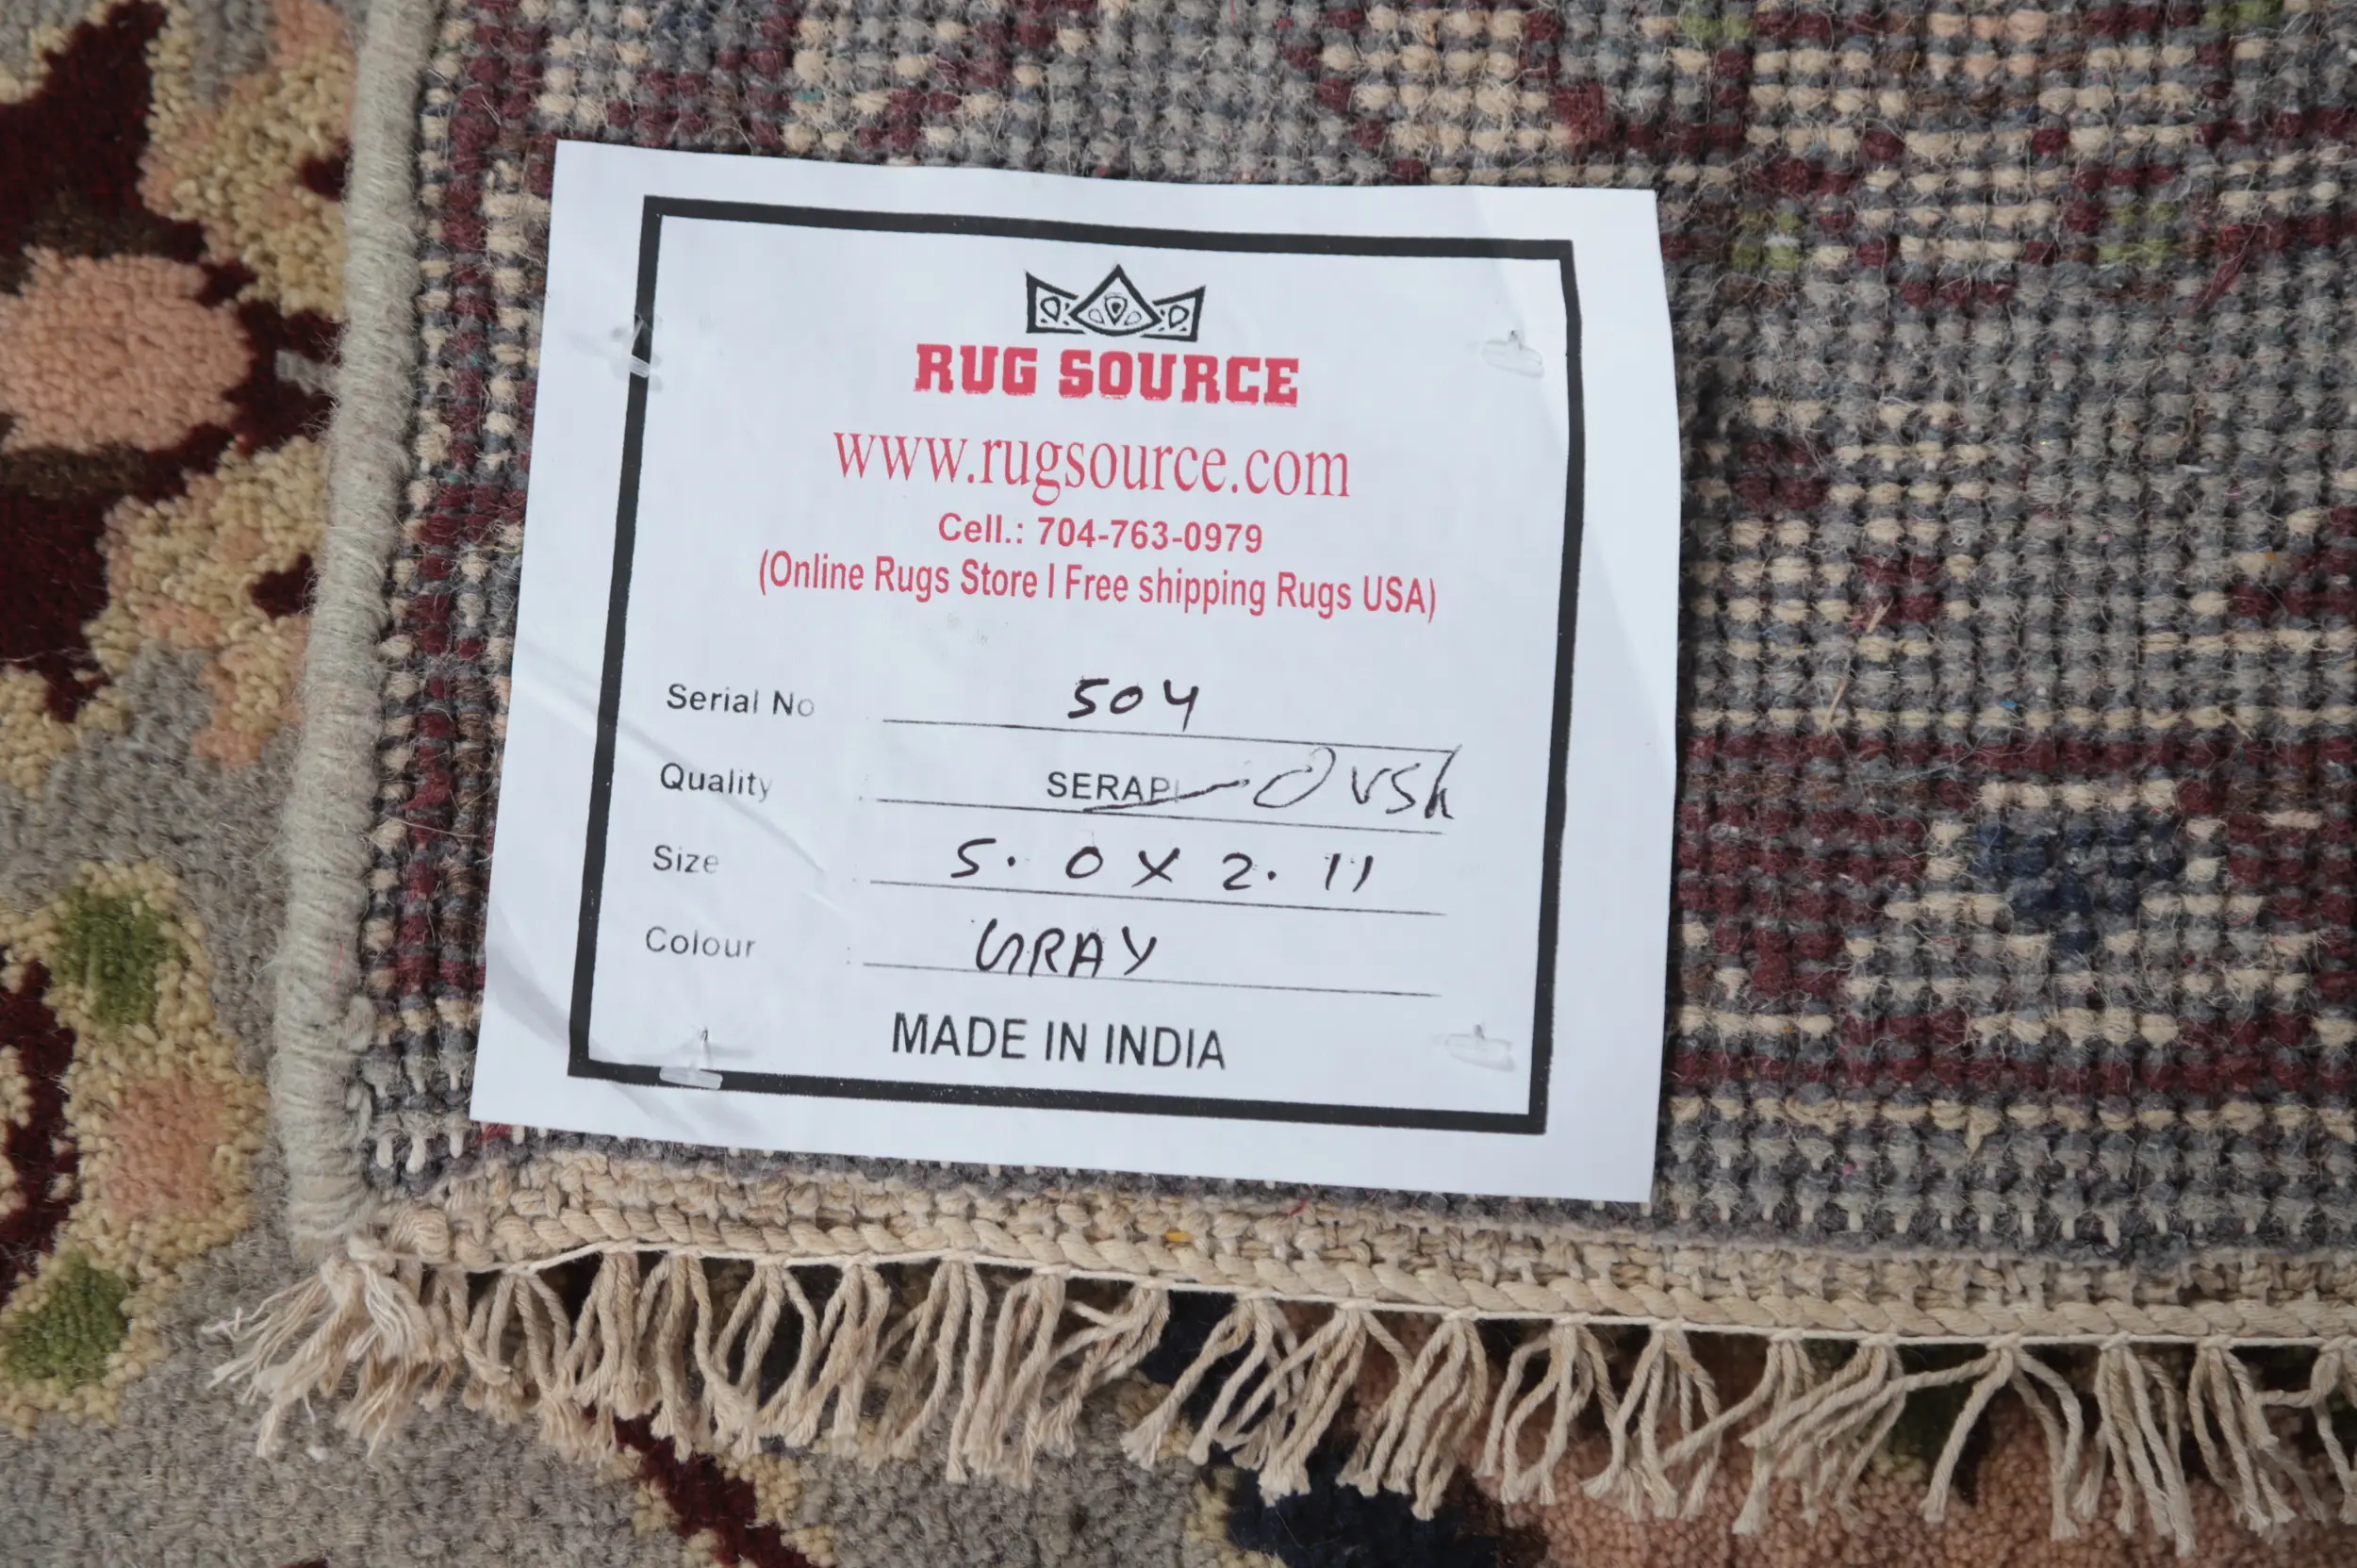 RUG SOURCE
www.rugsource.com
Cell.: 704-763-0979
(Online Rugs Store I Free shipping Rugs USA)
Serial No 504
Quality SERAPI
Size 5.0 X 2.11
Colour GRAY
MADE IN INDIA